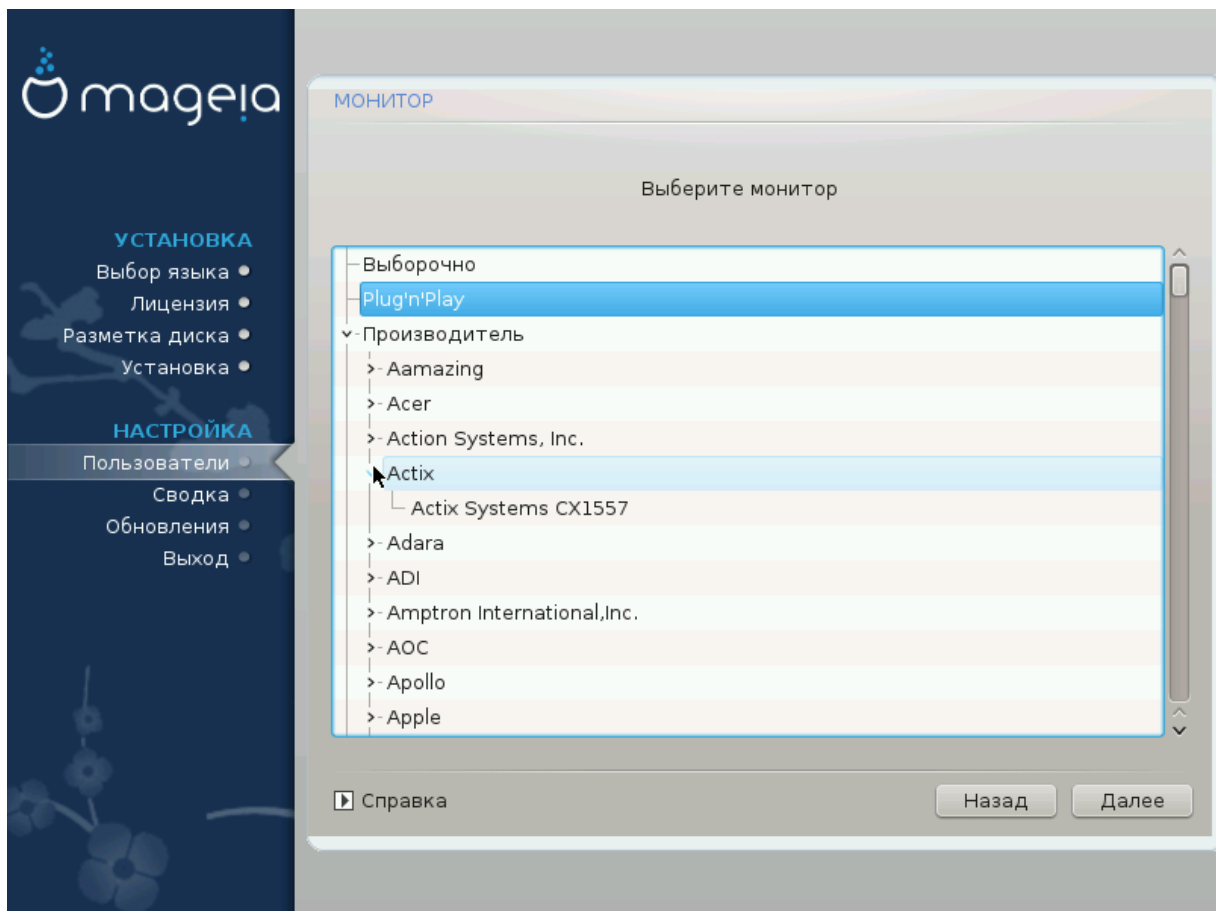 mageia
УСТАНОВКА
Выбор языка
Лицензия
Разметка диска
Установка
НАСТРОЙКА
Пользователи
Сводка
Обновления
Выход
МОНИТОР
Выберите монитор
Выборочно
Plug'n'Play
Производитель
Aamazing
Acer
Action Systems, Inc.
Actix
Actix Systems CX1557
Adara
ADI
Amptron International,Inc.
AOC
Apollo
Apple
Справка
Назад
Далее